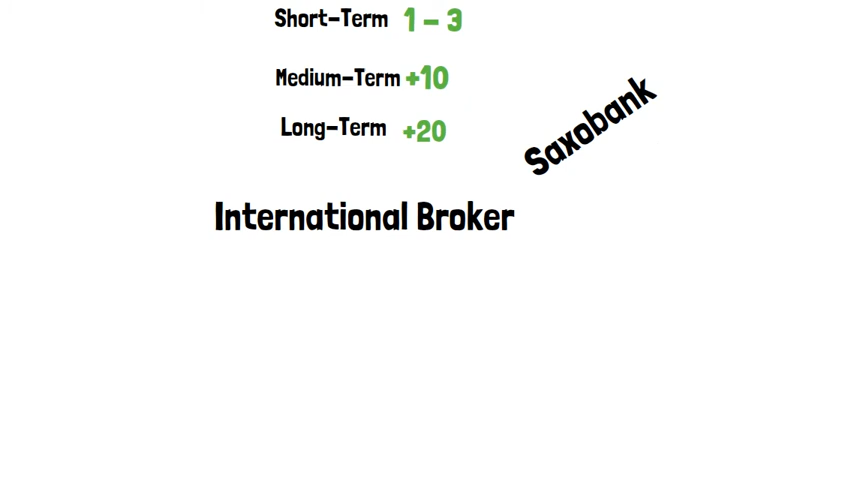 Short-Term 1 - 3
Medium-Term +10
Long-Term +20
Saxobank
International Broker